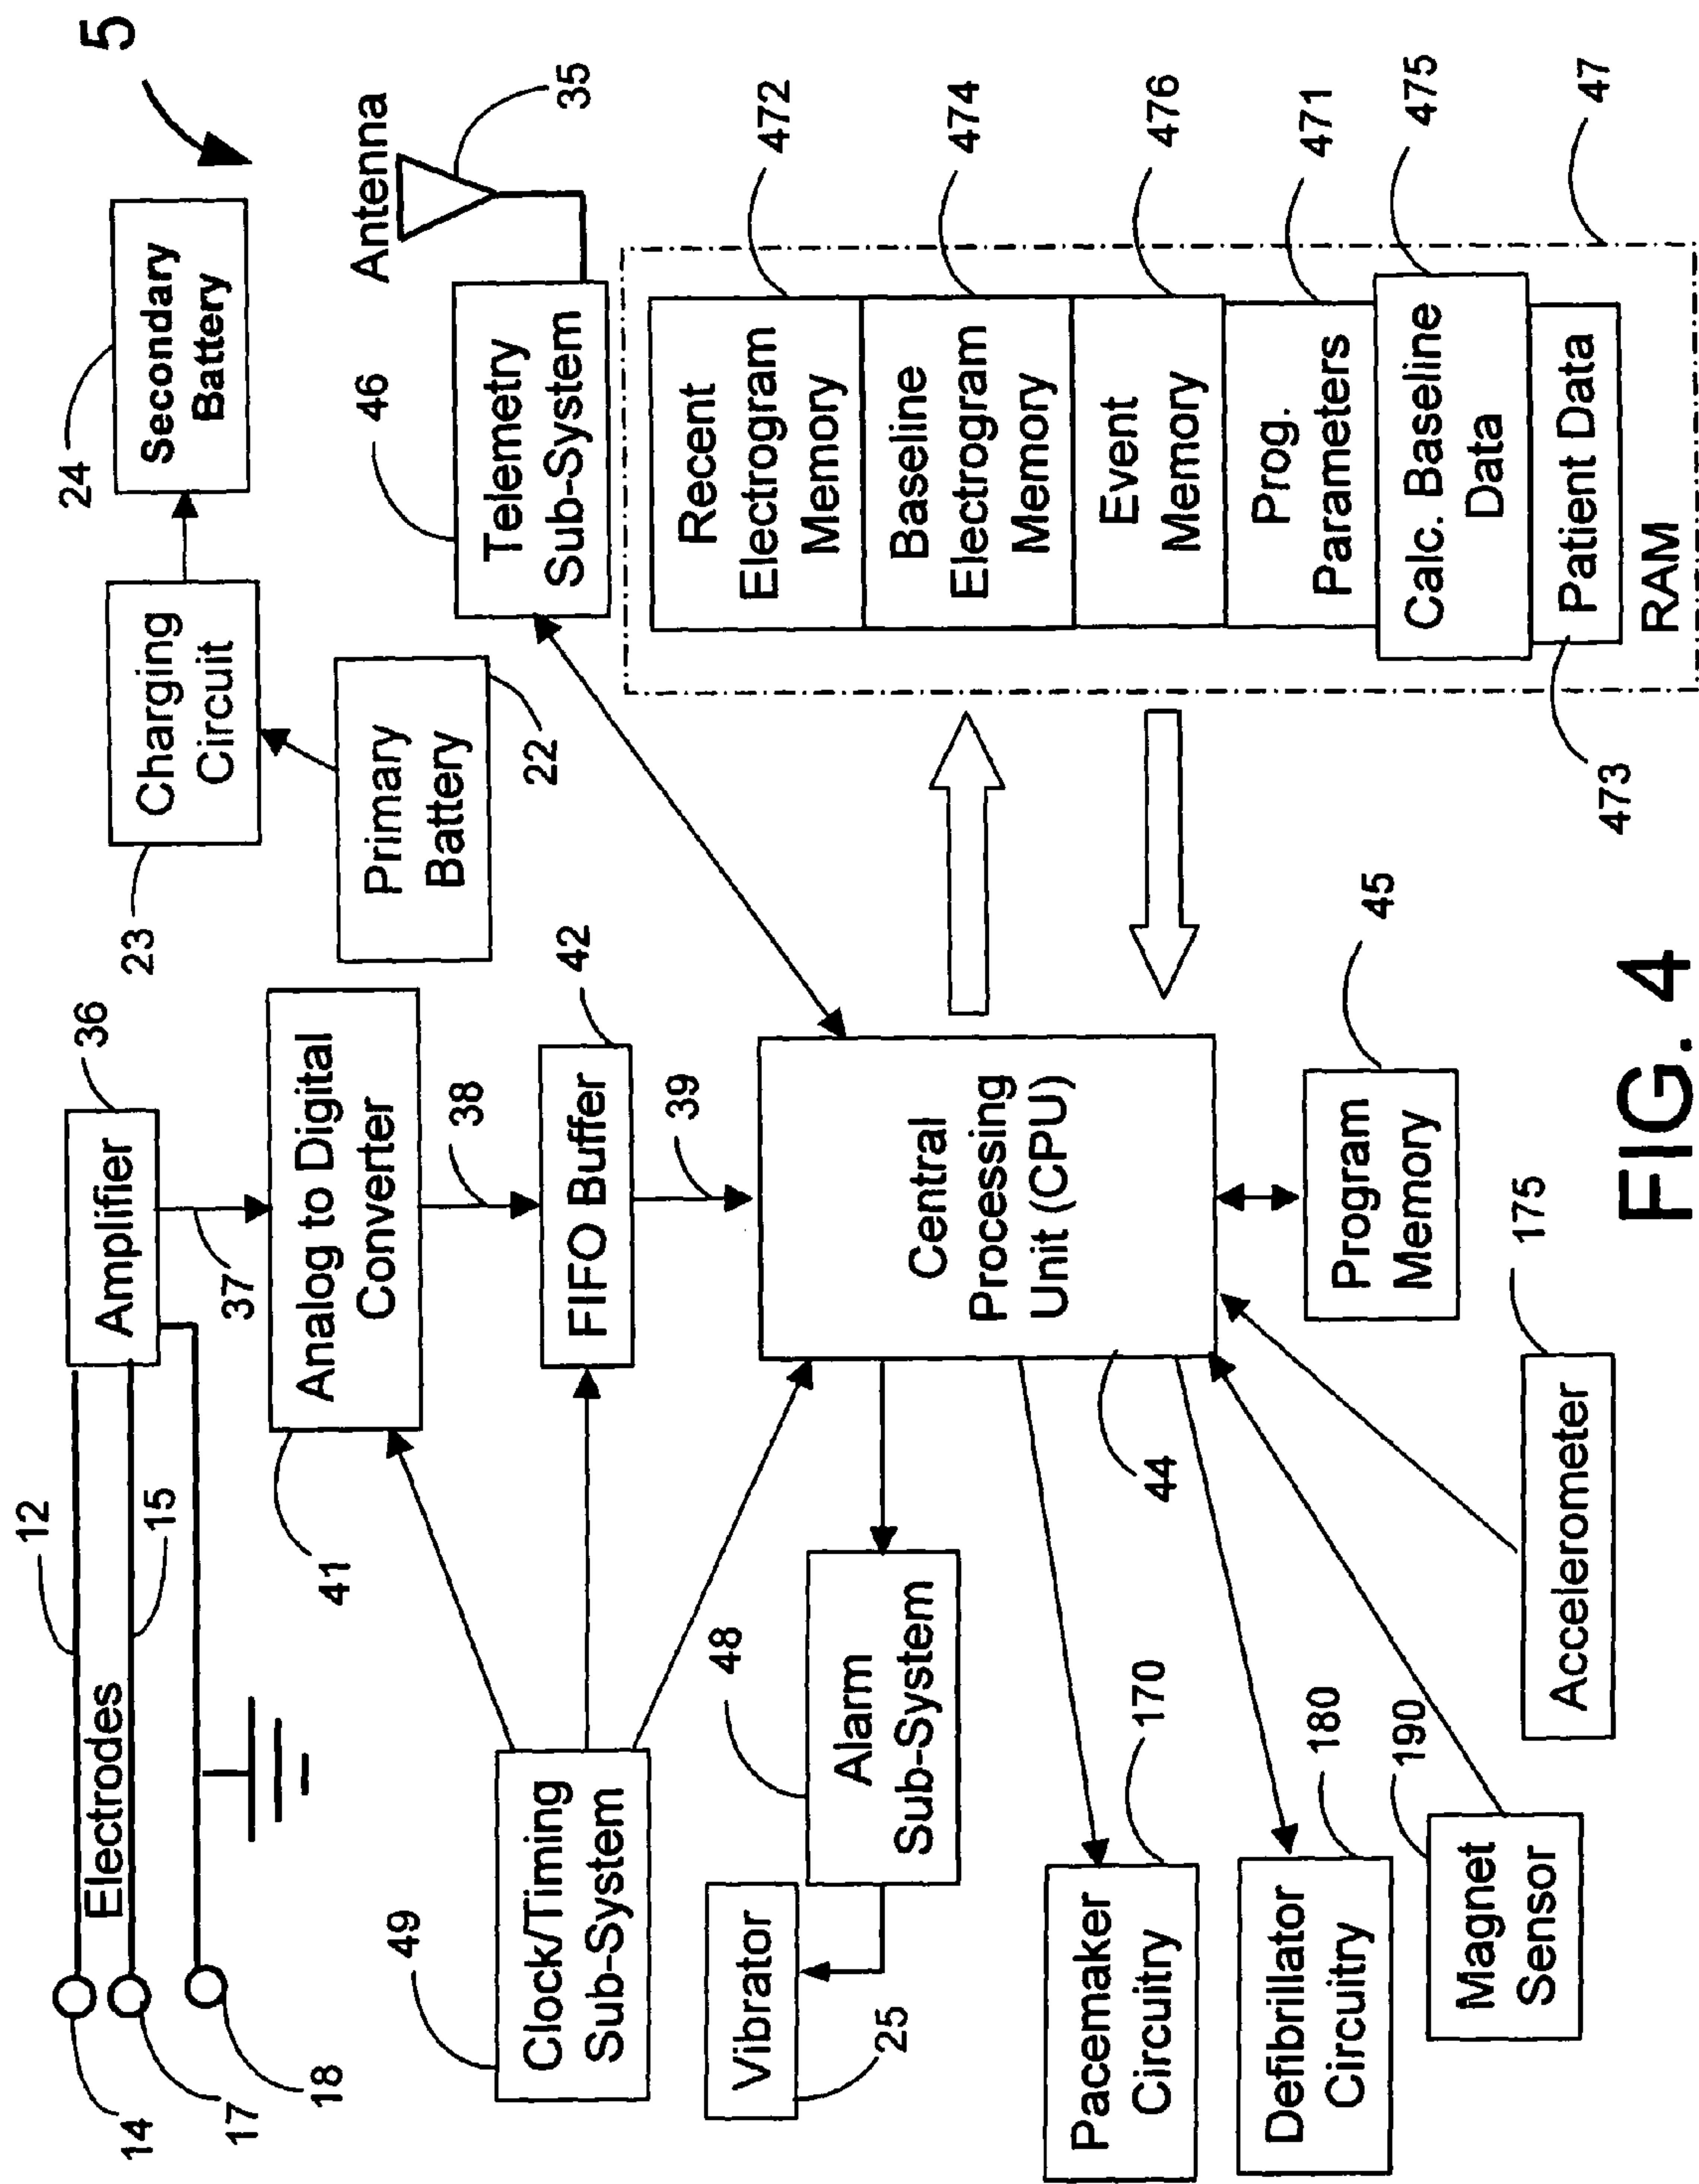 5
12
Electrodes
15
14
17
18
Amplifier
36
37
Analog to Digital
Converter
41
38
FIFO Buffer
42
39
23
Charging
Circuit
24
Secondary
Battery
Primary
Battery
22
Antenna
35
46
Telemetry
Sub-System
49
Clock/Timing
Sub-System
Vibrator
25
48
Alarm
Sub-System
Central
Processing
Unit (CPU)
44
Pacemaker
Circuitry
170
Defibrillator
Circuitry
180
Magnet
Sensor
190
Accelerometer
175
Program
Memory
45
Recent
Electrogram
Memory
472
Baseline
Electrogram
Memory
474
Event
Memory
476
Prog.
Parameters
471
Calc. Baseline
Data
475
Patient Data
473
RAM
47
FIG. 4